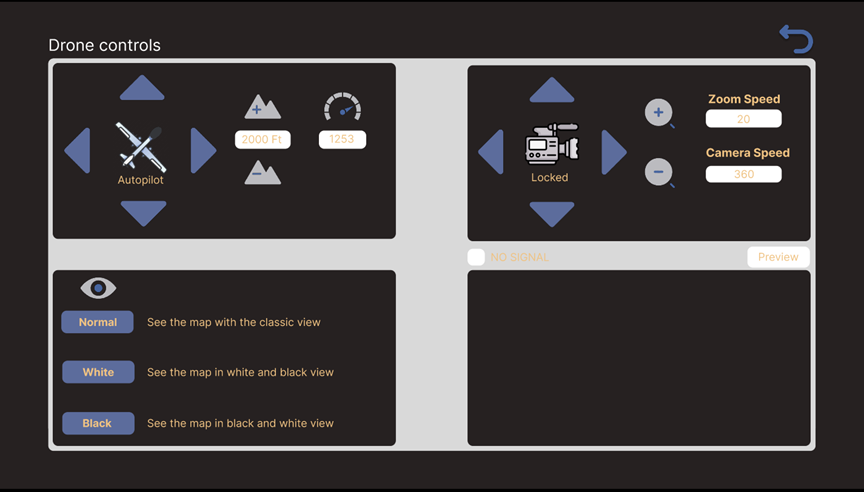 Drone controls
2000 Ft
1253
Autopilot
Zoom Speed
20
Camera Speed
360
Locked
NO SIGNAL
Preview
Normal
See the map with the classic view
White
See the map in white and black view
Black
See the map in black and white view